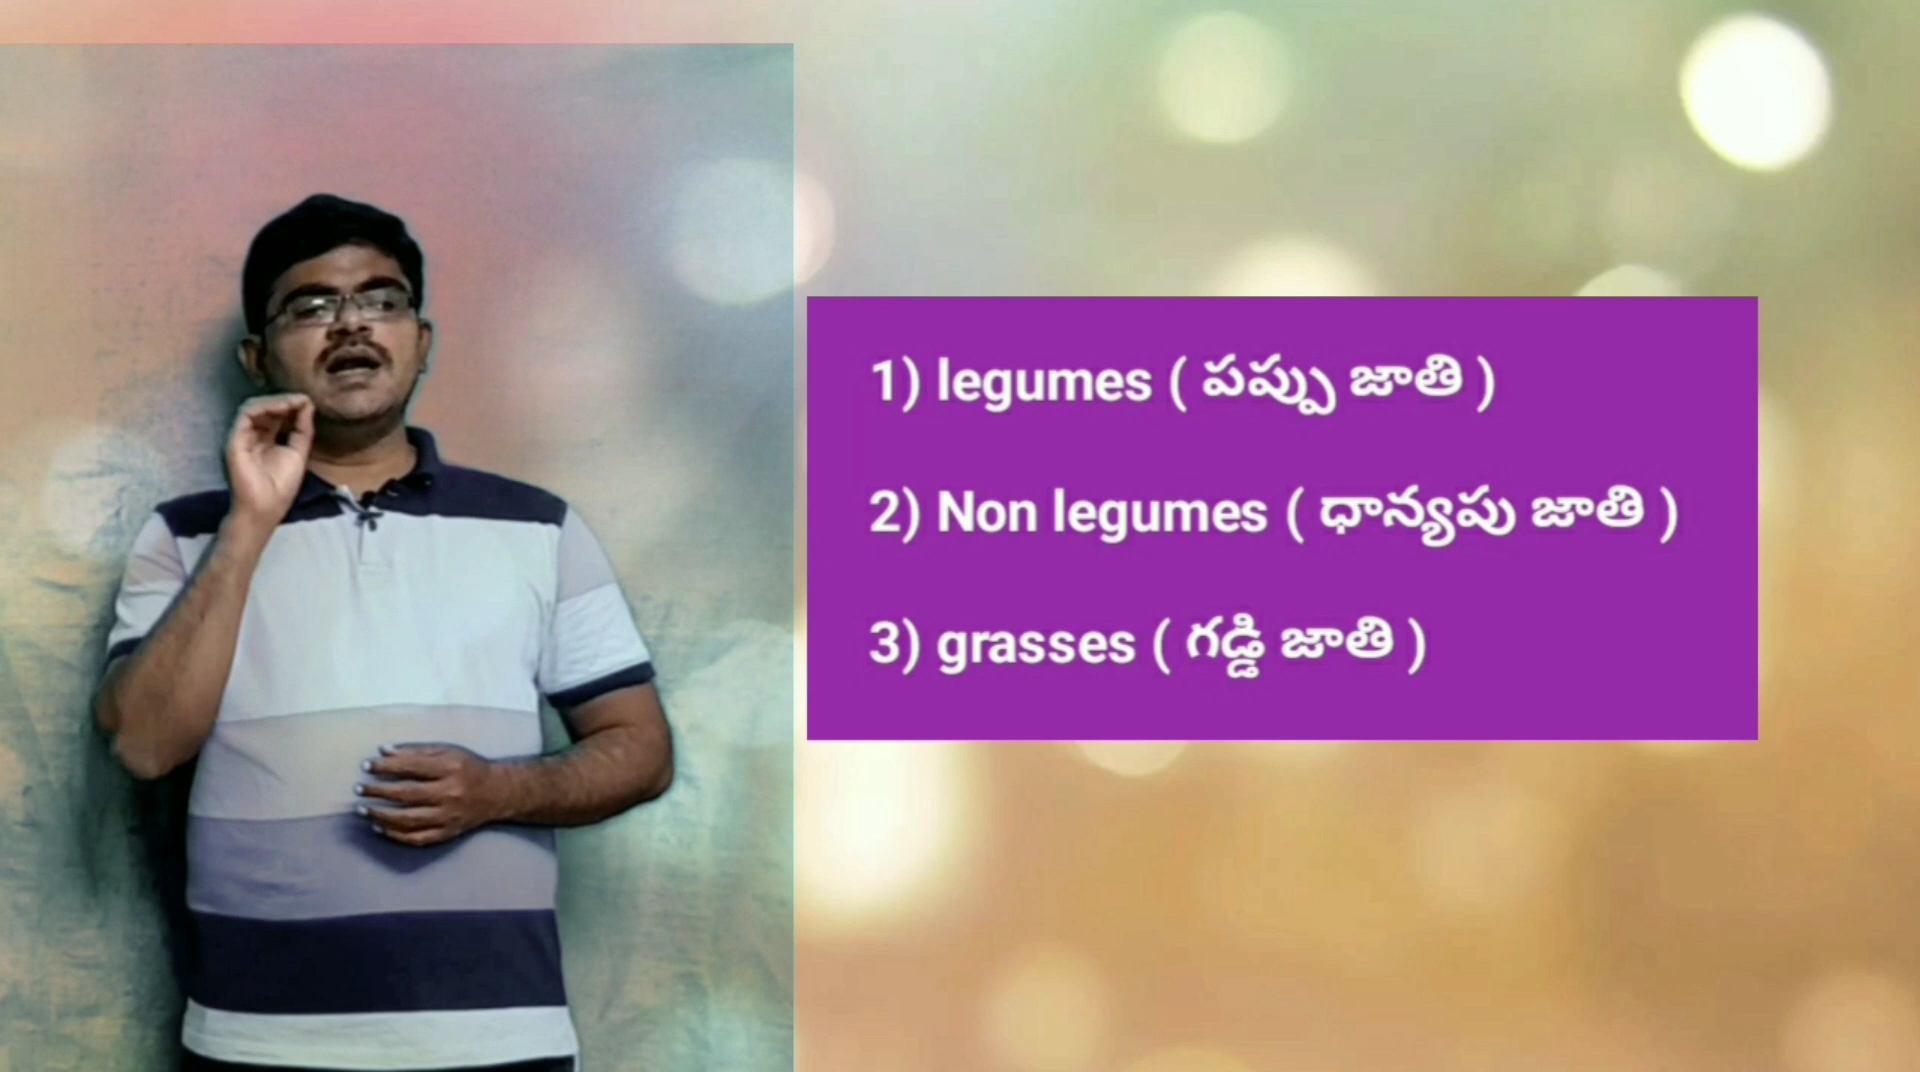 1) legumes ( పప్పు జాతి )
2) Non legumes ( ధాన్యపు జాతి )
3) grasses ( గడ్డి జాతి )